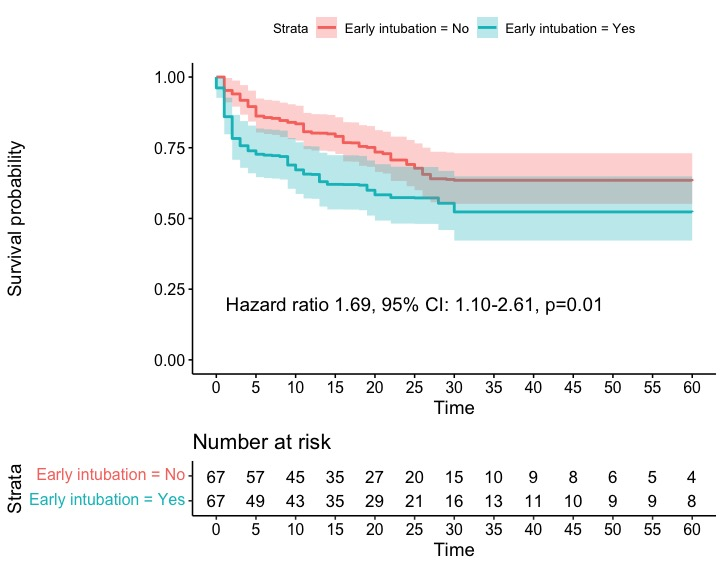 Strata Early intubation = No Early intubation = Yes
Survival probability
1.00
0.75
0.50
0.25
0.00
Hazard ratio 1.69, 95% CI: 1.10-2.61, p=0.01
0 5 10 15 20 25 30 35 40 45 50 55 60
Time
Number at risk
Strata
Early intubation = No 67 57 45 35 27 20 15 10 9 8 6 5 4
Early intubation = Yes 67 49 43 35 29 21 16 13 11 10 9 9 8
0 5 10 15 20 25 30 35 40 45 50 55 60
Time